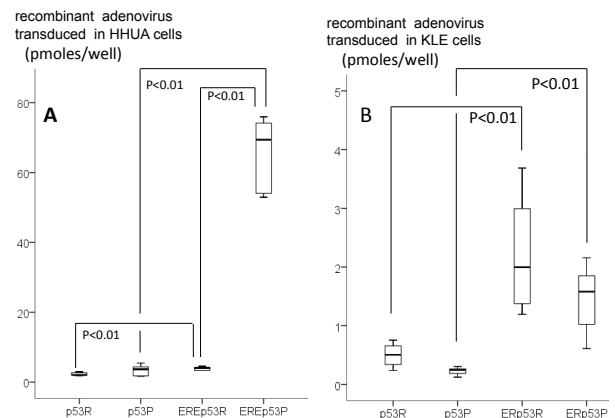 recombinant adenovirus
transduced in HHUA cells
(pmoles/well)
A
P<0.01
P<0.01
P<0.01
80
60
40
20
0
p53R p53P EREp53R EREp53P
recombinant adenovirus
transduced in KLE cells
(pmoles/well)
B
P<0.01
P<0.01
5
4
3
2
1
0
p53R p53P ERp53R ERp53P